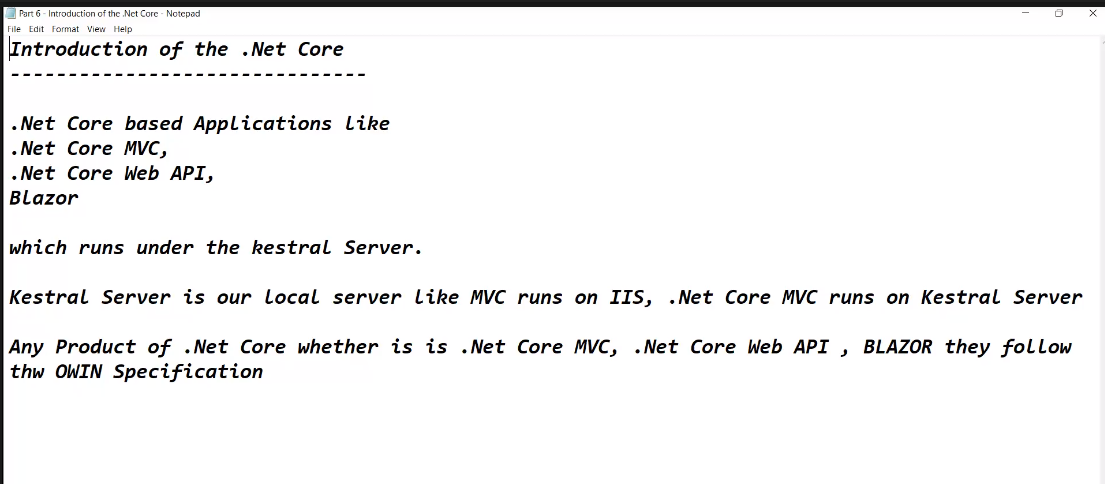 Part 6 - Introduction of the .Net Core - Notepad
File Edit Format View Help
Introduction of the .Net Core
-------------------------------
.Net Core based Applications like
.Net Core MVC,
.Net Core Web API,
Blazor
which runs under the kestral Server.
Kestral Server is our local server like MVC runs on IIS, .Net Core MVC runs on Kestral Server
Any Product of .Net Core whether is is .Net Core MVC, .Net Core Web API , BLAZOR they follow
thw OWIN Specification